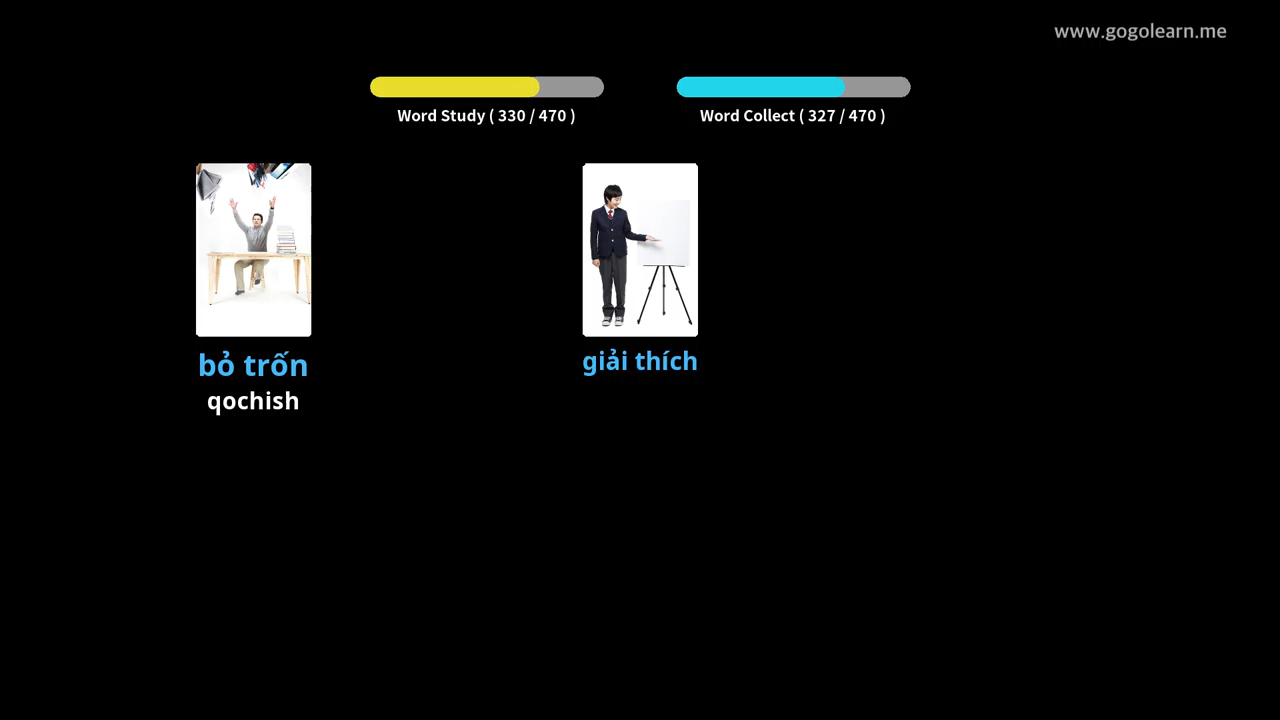 www.gogolearn.me
Word Study ( 330 / 470 )
Word Collect ( 327 / 470 )
bỏ trốn
qochish
giải thích